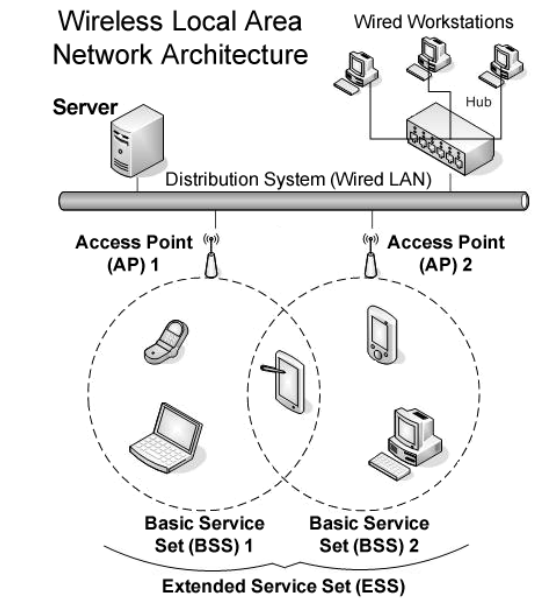 Wireless Local Area
Network Architecture
Wired Workstations
Server
Hub
Distribution System (Wired LAN)
Access Point
(AP) 1
Access Point
(AP) 2
Basic Service
Set (BSS) 1
Basic Service
Set (BSS) 2
Extended Service Set (ESS)